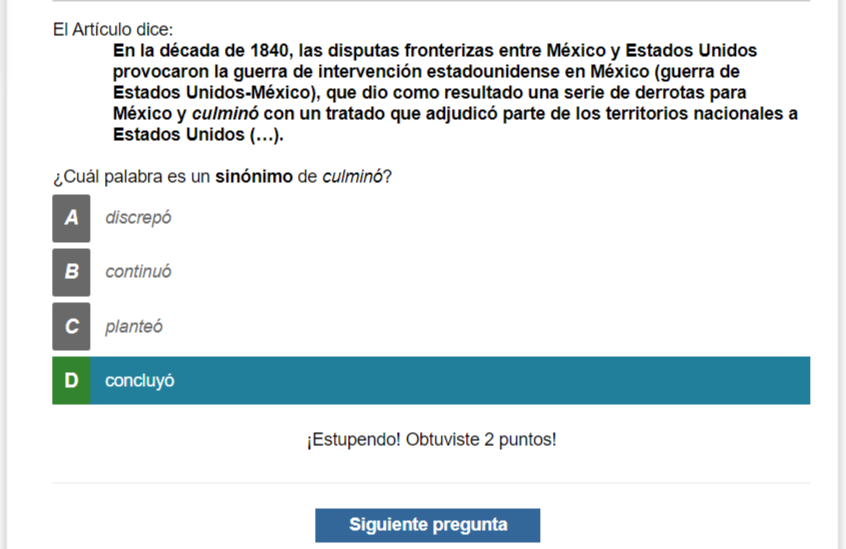 El Artículo dice:
En la década de 1840, las disputas fronterizas entre México y Estados Unidos
provocaron la guerra de intervención estadounidense en México (guerra de
Estados Unidos-México), que dio como resultado una serie de derrotas para
México y culminó con un tratado que adjudicó parte de los territorios nacionales a
Estados Unidos (…).
¿Cuál palabra es un sinónimo de culminó?
A discrepó
B continuó
C planteó
D concluyó
¡Estupendo! Obtuviste 2 puntos!
Siguiente pregunta